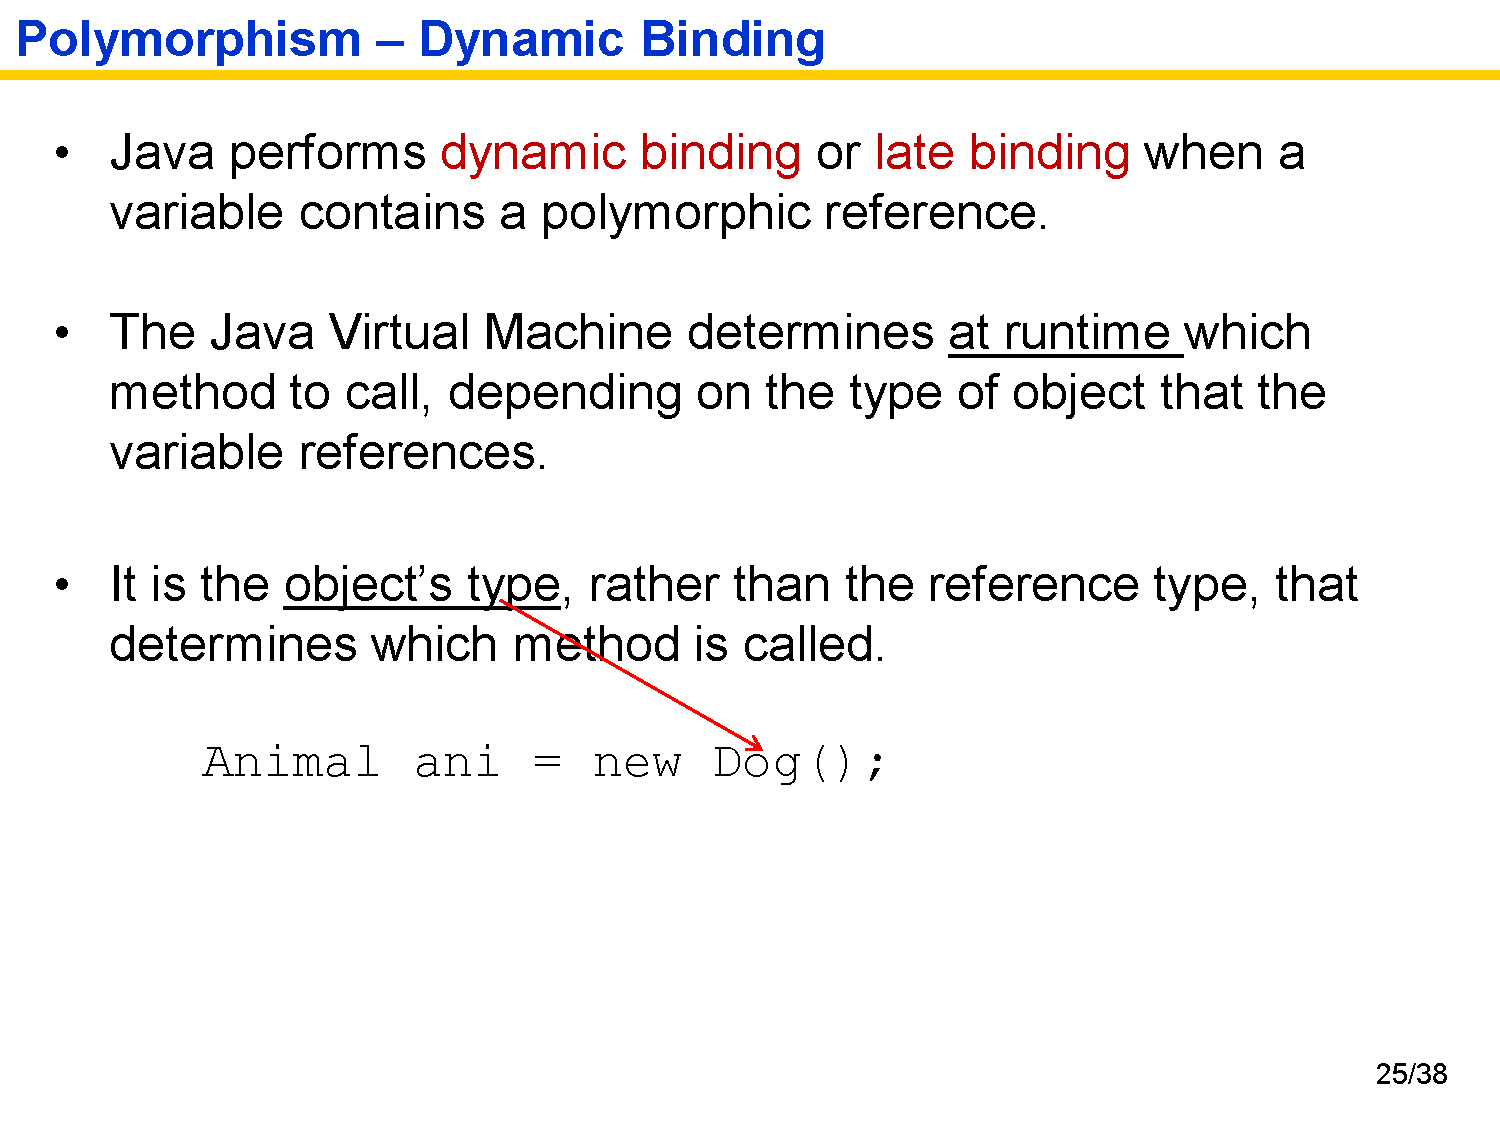 Polymorphism – Dynamic Binding
• Java performs dynamic binding or late binding when a
variable contains a polymorphic reference.
• The Java Virtual Machine determines at runtime which
method to call, depending on the type of object that the
variable references.
• It is the object’s type, rather than the reference type, that
determines which method is called.
Animal ani = new Dog();
25/38